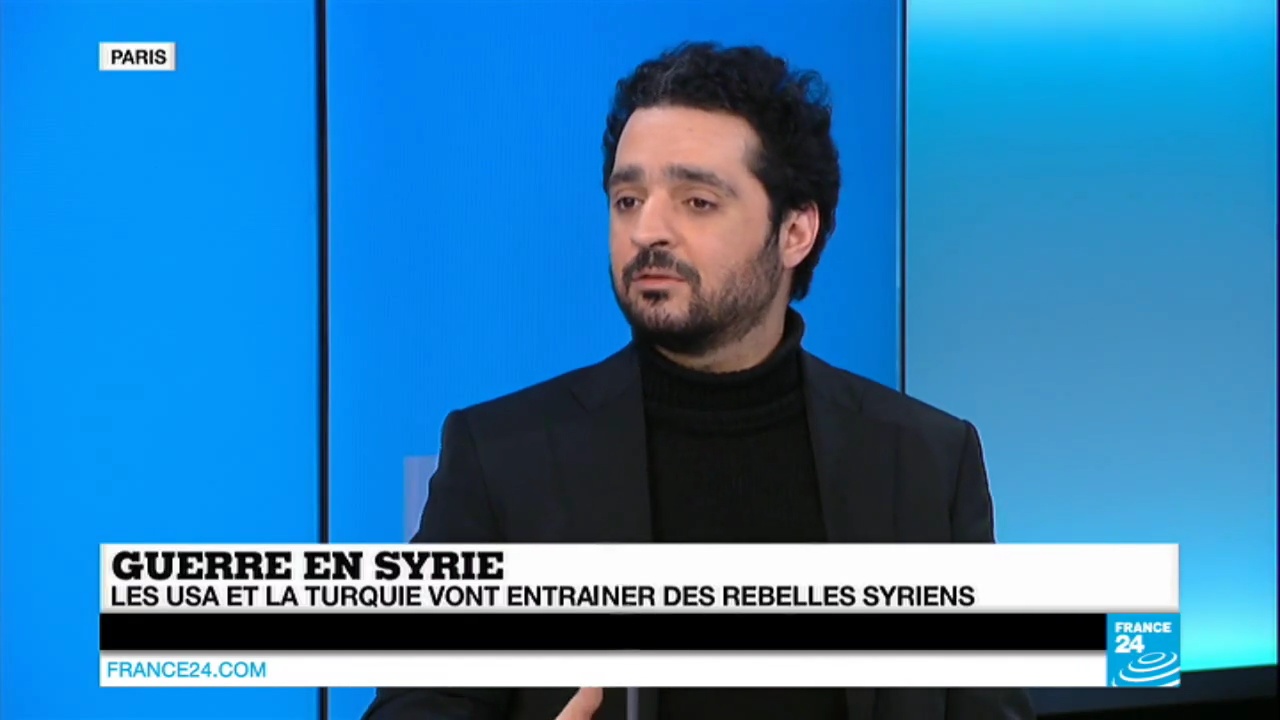 PARIS
GUERRE EN SYRIE
LES USA ET LA TURQUIE VONT ENTRAINER DES REBELLES SYRIENS
FRANCE
24
FRANCE24.COM